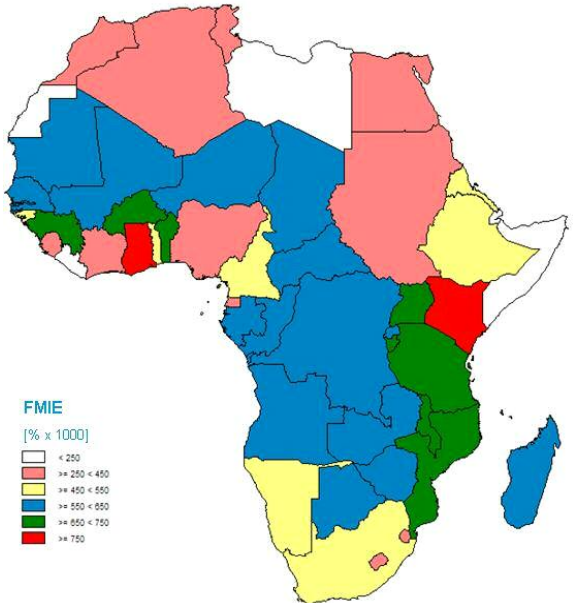 FMIE
[% x 1000]
< 250
>= 250 < 450
>= 450 < 550
>= 550 < 650
>= 650 < 750
>= 750